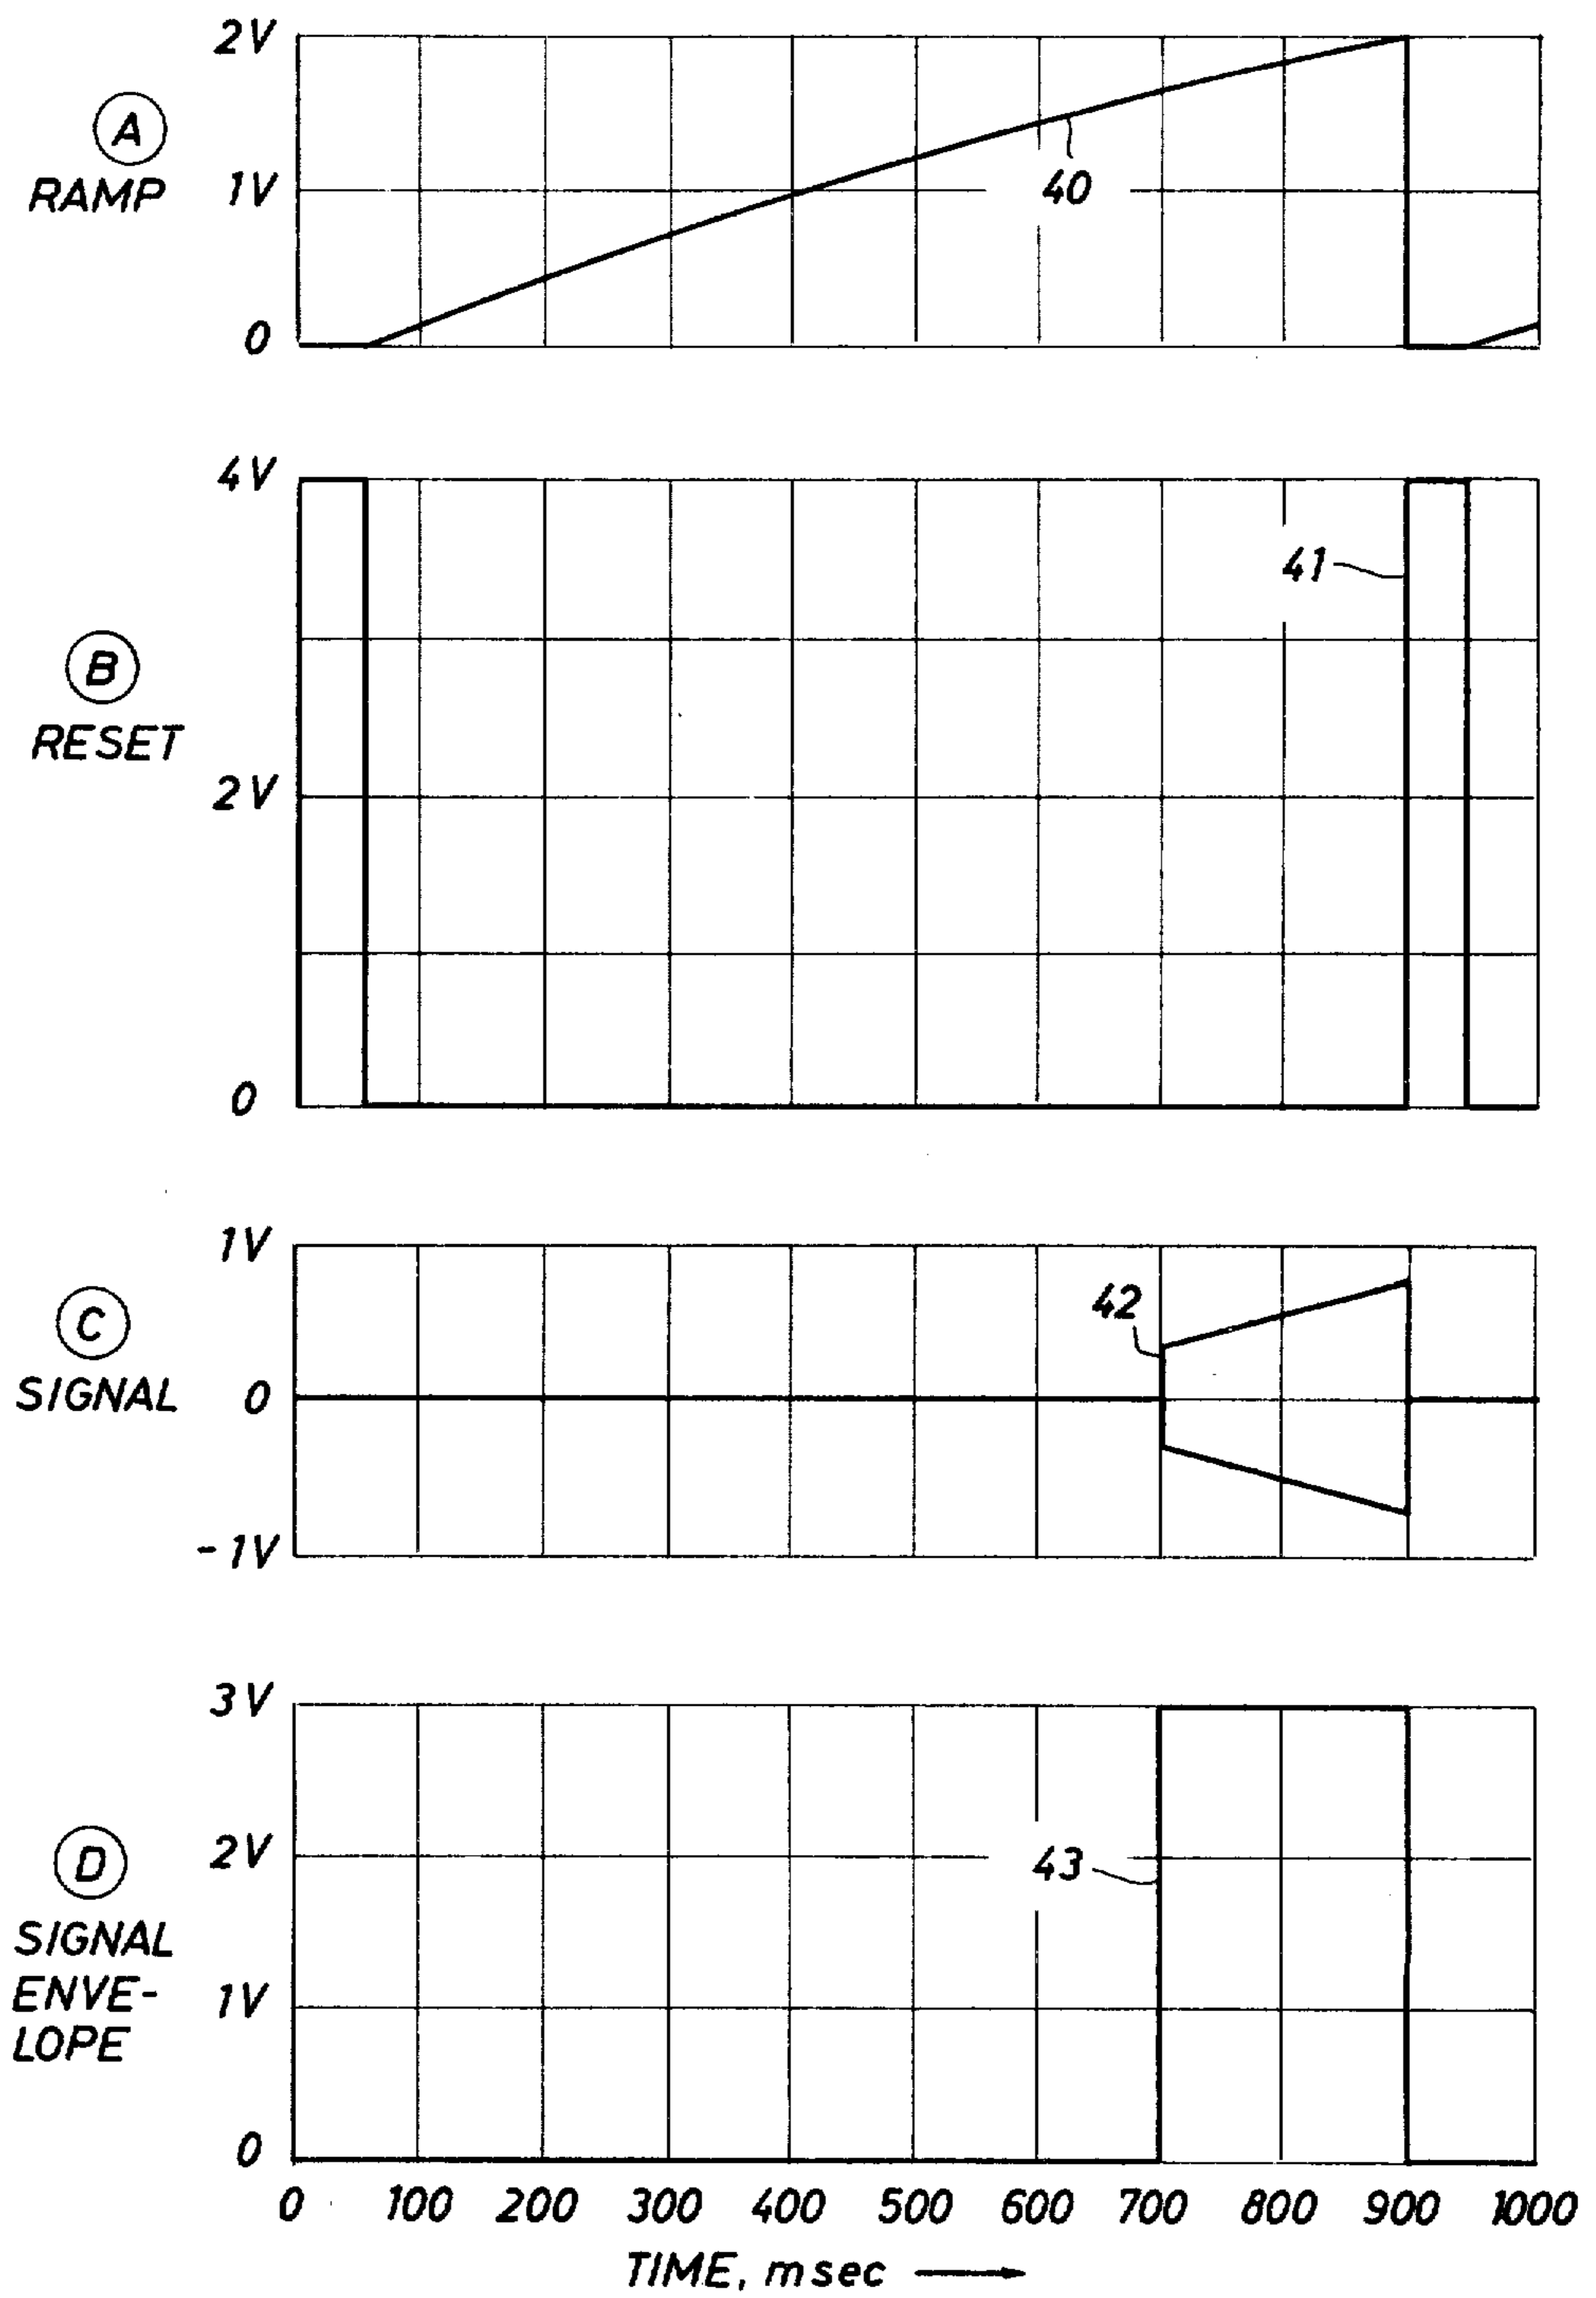 2V
A
RAMP
1V
40
0
4V
41
B
RESET
2V
0
1V
42
C
SIGNAL
0
-1V
3V
D
2V
43
SIGNAL
ENVE-
LOPE
1V
0
0 100 200 300 400 500 600 700 800 900 1000
TIME, msec